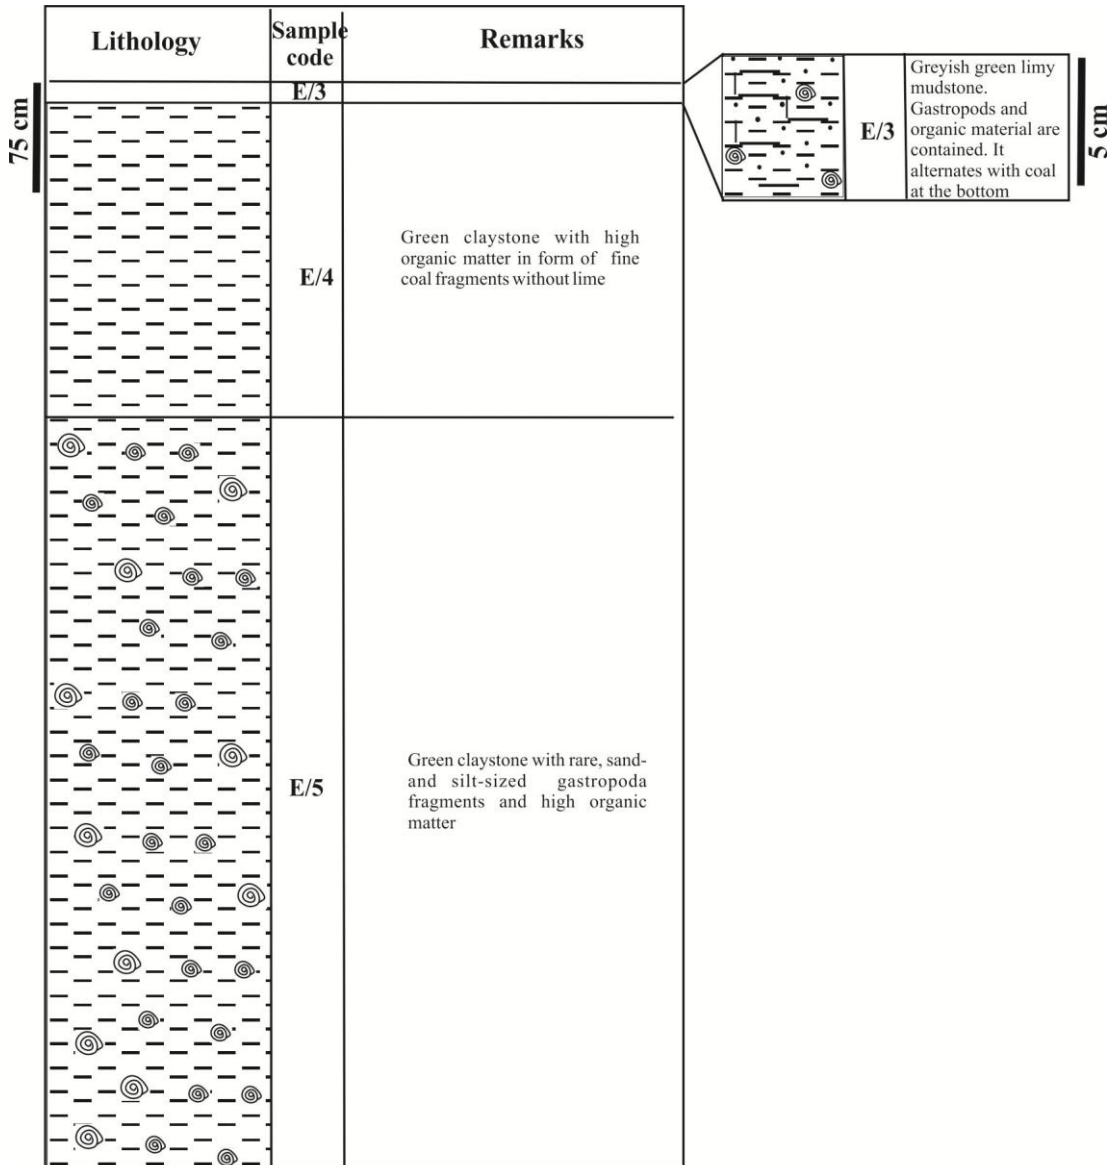 Lithology
Sample
code
Remarks
75 cm
E/3
E/4
Green claystone with high
organic matter in form of fine
coal fragments without lime
E/5
Green claystone with rare, sand-
and silt-sized gastropoda
fragments and high organic
matter
E/3
Greyish green limy
mudstone.
Gastropods and
organic material are
contained. It
alternates with coal
at the bottom
5 cm